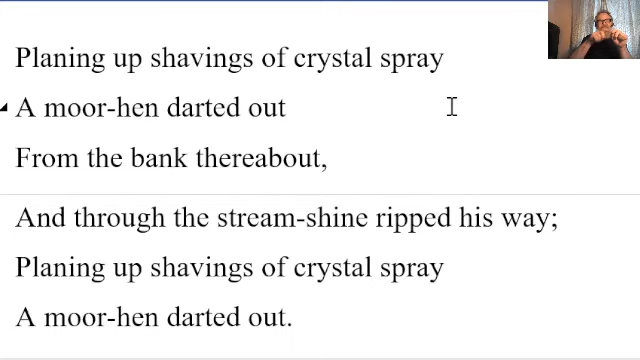 Planing up shavings of crystal spray
A moor-hen darted out
From the bank thereabout,
And through the stream-shine ripped his way;
Planing up shavings of crystal spray
A moor-hen darted out.